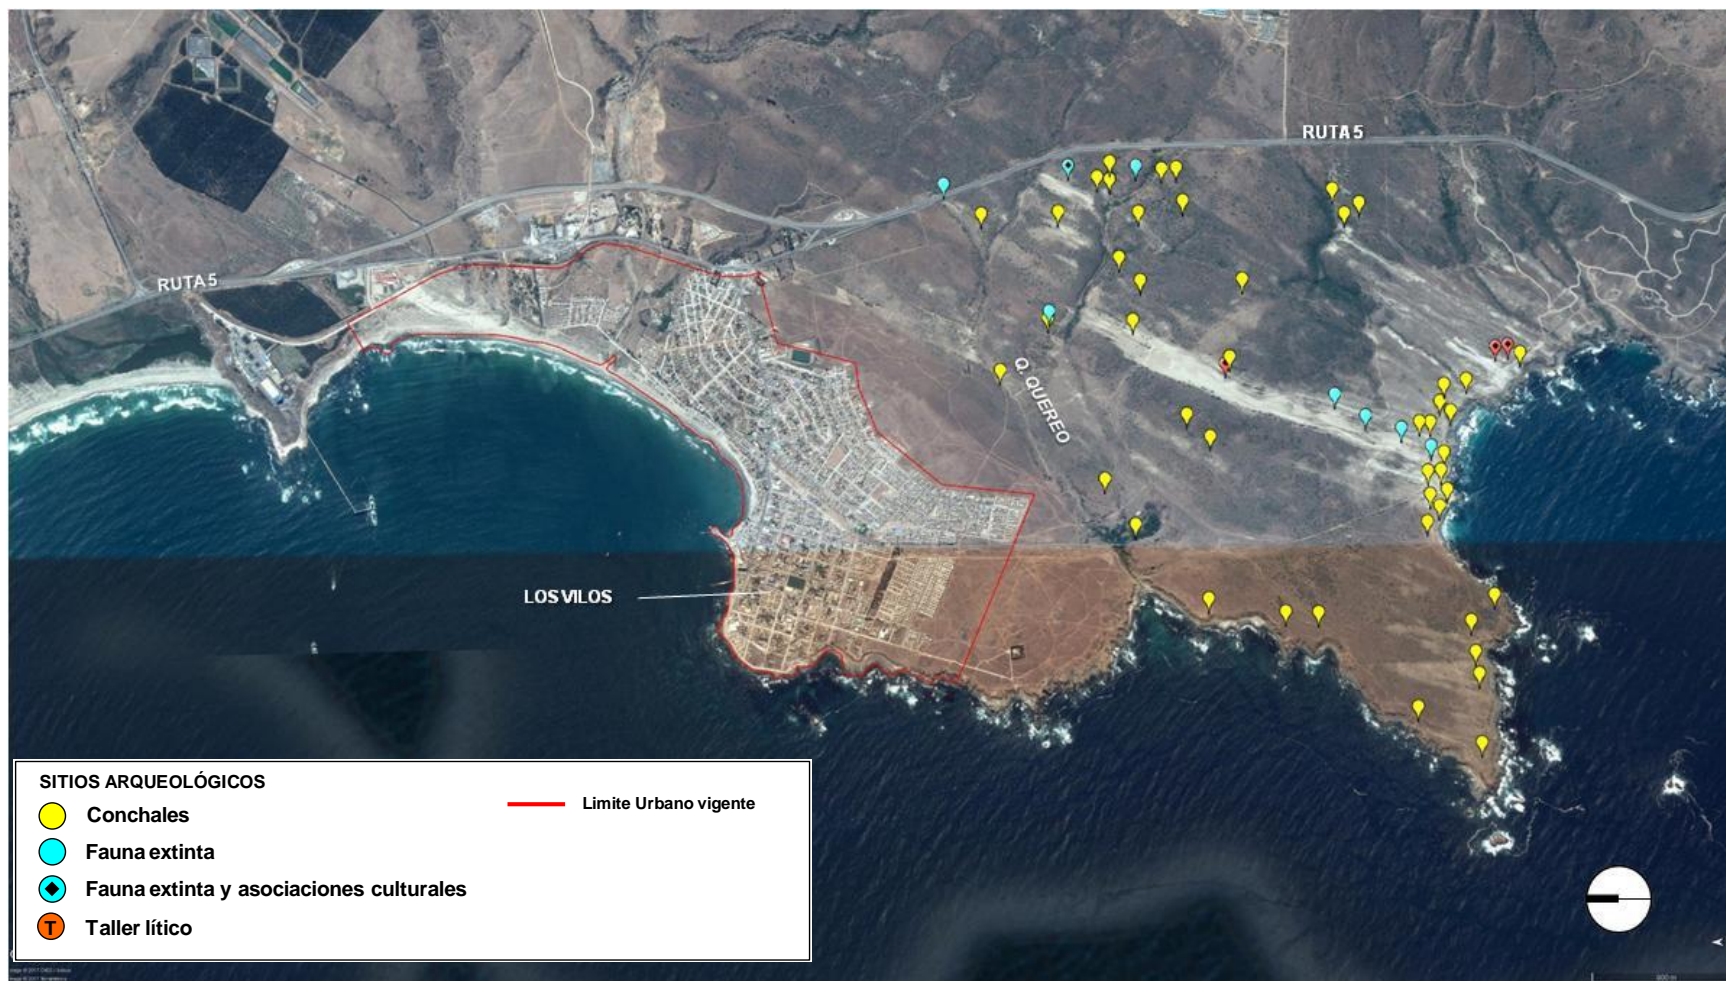 RUTA 5
RUTA 5
Q. QUEREO
LOS VILOS
SITIOS ARQUEOLÓGICOS
Conchales
Fauna extinta
Fauna extinta y asociaciones culturales
T Taller lítico
Limite Urbano vigente